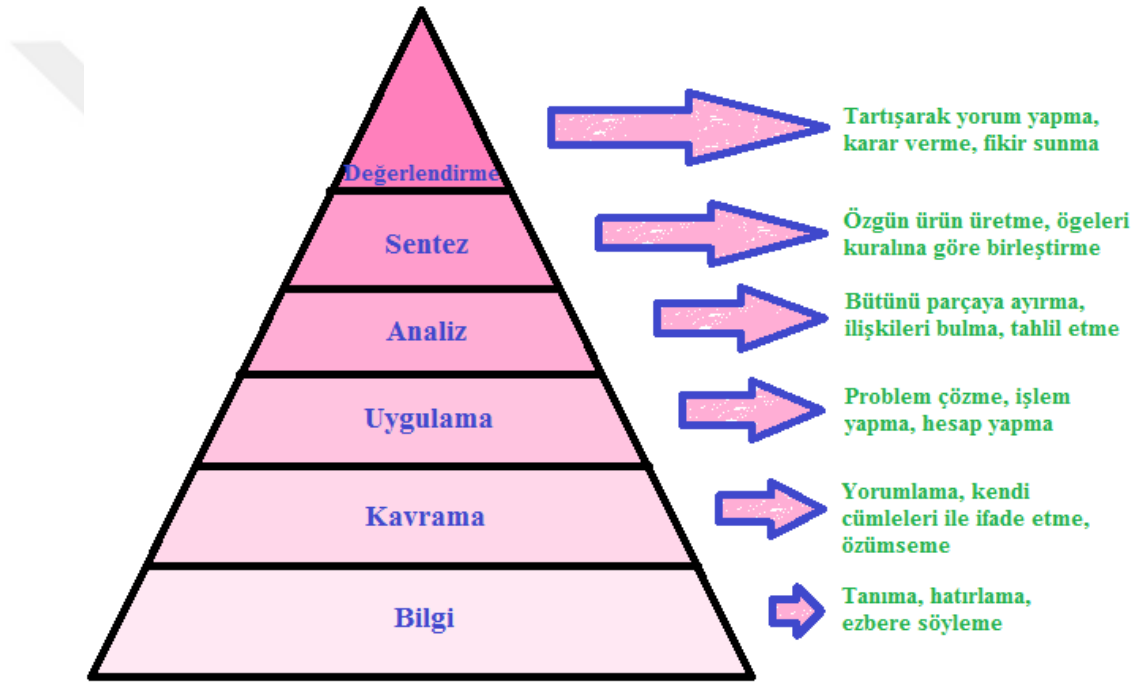 Değerlendirme
Tartışarak yorum yapma,
karar verme, fikir sunma
Sentez
Özgün ürün üretme, ögeleri
kuralına göre birleştirme
Analiz
Bütünü parçaya ayırma,
ilişkileri bulma, tahlil etme
Uygulama
Problem çözme, işlem
yapma, hesap yapma
Kavrama
Yorumlama, kendi
cümleleri ile ifade etme,
özümseme
Bilgi
Tanıma, hatırlama,
ezbere söyleme